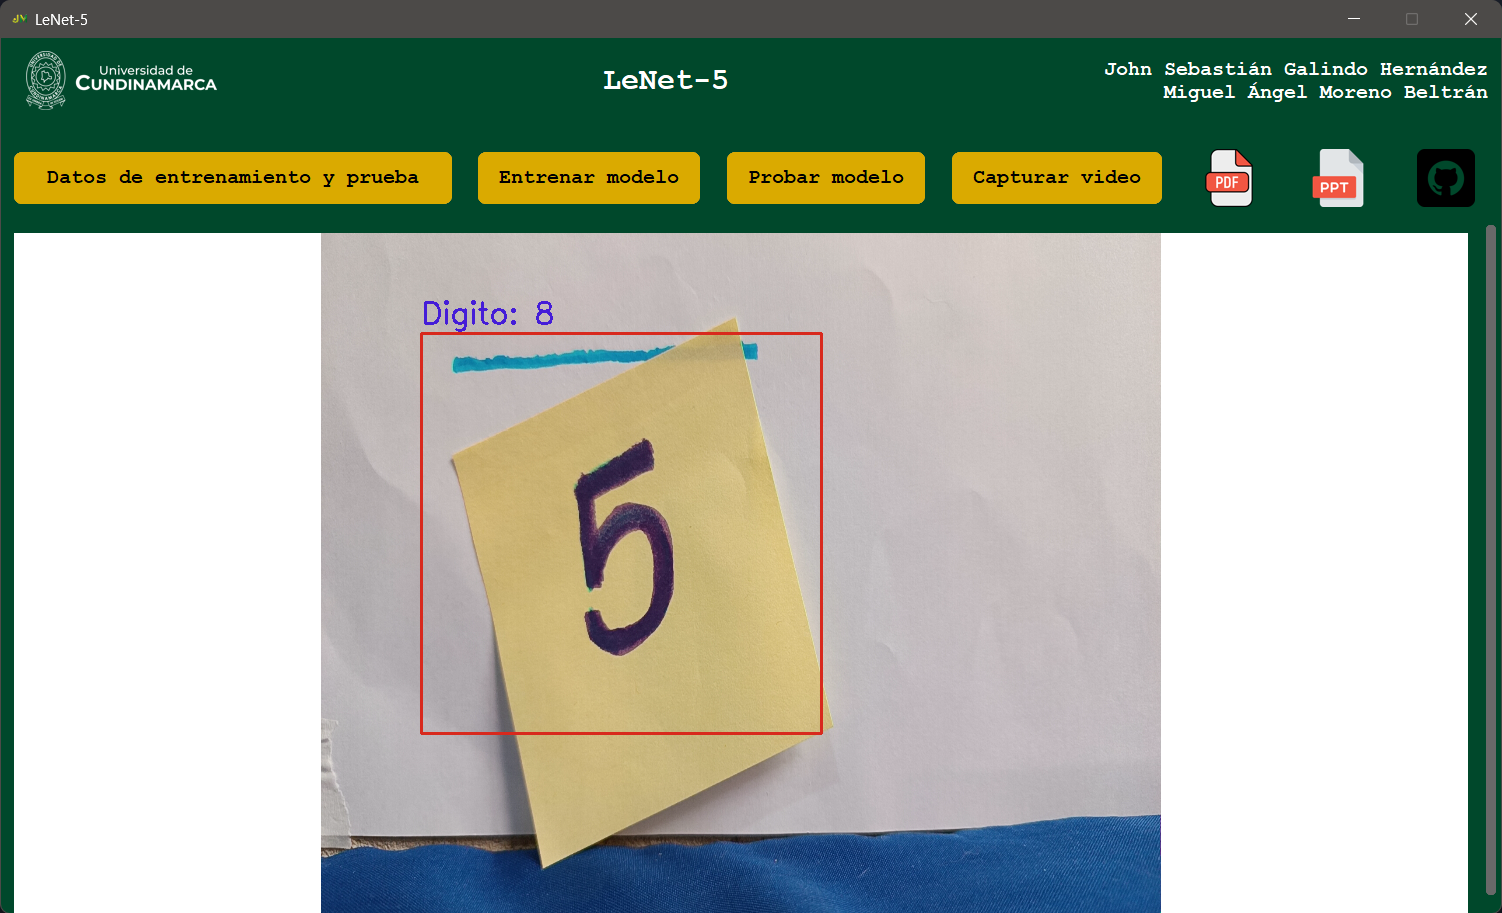 LeNet-5
Universidad de
CUNDINAMARCA
LeNet-5
John Sebastián Galindo Hernández
Miguel Ángel Moreno Beltrán
Datos de entrenamiento y prueba
Entrenar modelo
Probar modelo
Capturar video
PDF
PPT
Digito: 8
5